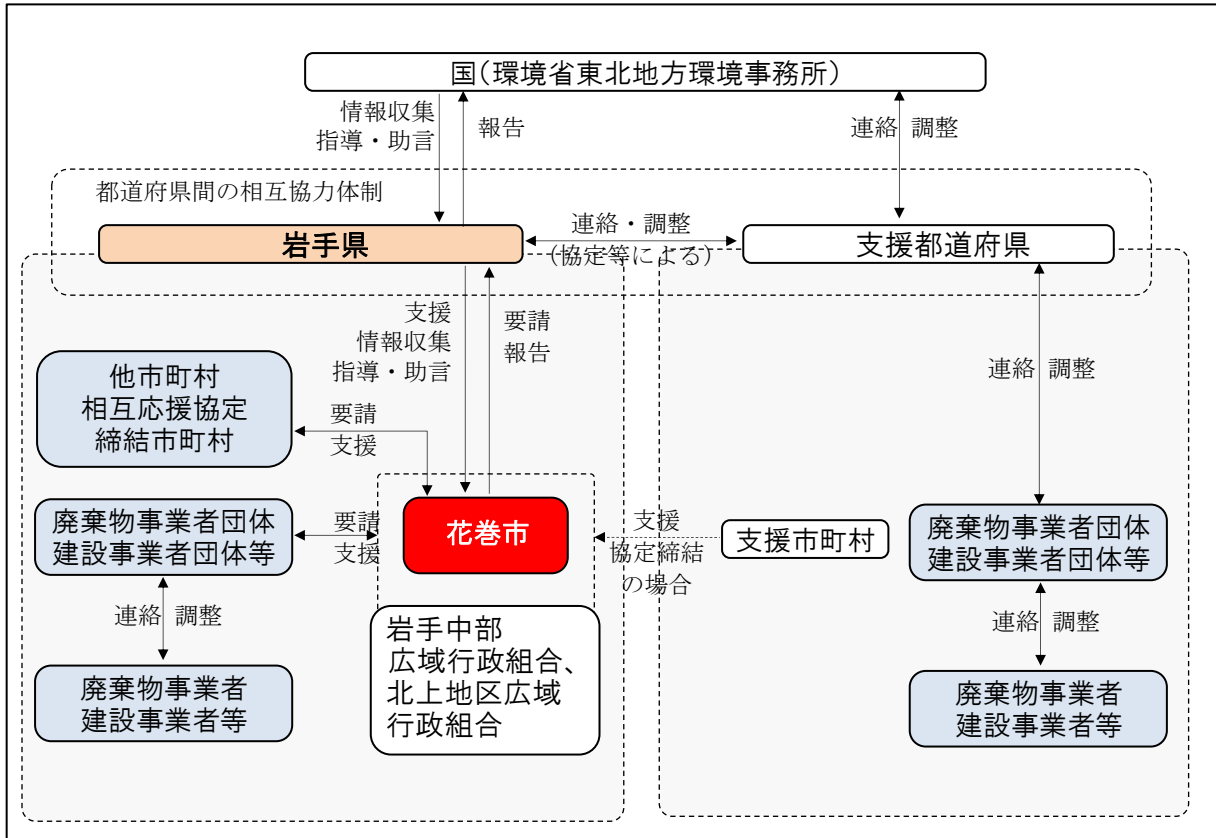 国(環境省東北地方環境事務所)
情報収集
指導・助言
報告
連絡 調整
都道府県間の相互協力体制
岩手県
連絡・調整
(協定等による)
支援都道府県
支援
情報収集
指導・助言
要請
報告
連絡 調整
他市町村
相互応援協定
締結市町村
要請
支援
廃棄物事業者団体
建設事業者団体等
要請
支援
花巻市
支援
協定締結
の場合
支援市町村
廃棄物事業者団体
建設事業者団体等
連絡 調整
岩手中部
広域行政組合、
北上地区広域
行政組合
連絡 調整
廃棄物事業者
建設事業者等
廃棄物事業者
建設事業者等